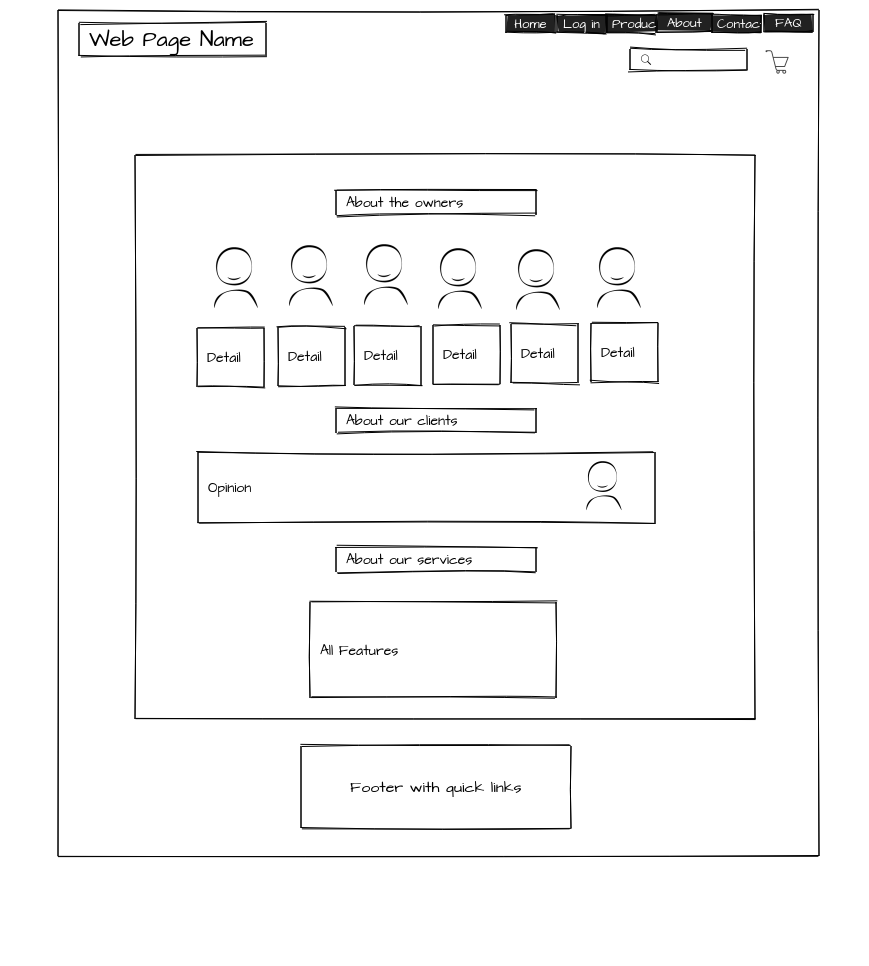 Home Log in Produc About Contac FAQ
Web Page Name
About the owners
Detail Detail Detail Detail Detail Detail
About our clients
Opinion
About our services
All Features
Footer with quick links